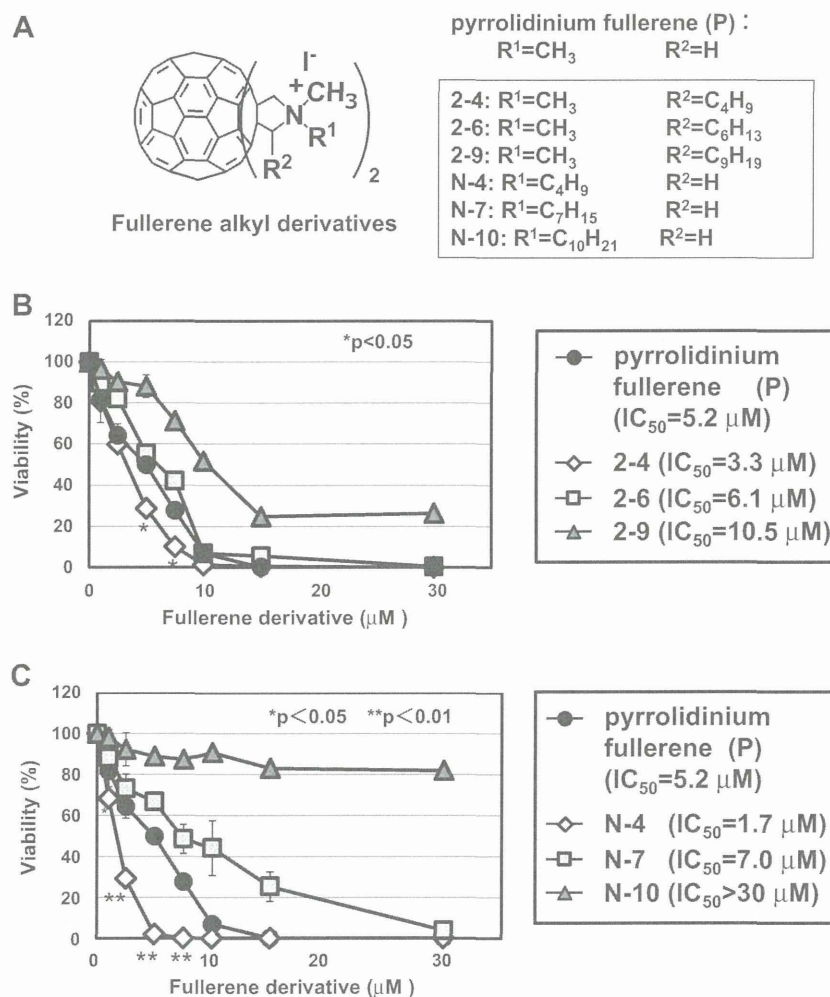 A
I-
+
CH3
N
R1
R2
2
Fullerene alkyl derivatives
pyrrolidinium fullerene (P) :
R1=CH3 R2=H
2-4: R1=CH3 R2=C4H9
2-6: R1=CH3 R2=C6H13
2-9: R1=CH3 R2=C9H19
N-4: R1=C4H9 R2=H
N-7: R1=C7H15 R2=H
N-10: R1=C10H21 R2=H
B
120
100
80
60
40
20
0
Viability (%)
*p<0.05
*
*
0 10 20 30
Fullerene derivative (μM )
pyrrolidinium
fullerene (P)
(IC50=5.2 μM)
2-4 (IC50=3.3 μM)
2-6 (IC50=6.1 μM)
2-9 (IC50=10.5 μM)
C
120
100
80
60
40
20
0
Viability (%)
*p<0.05 **p<0.01
*
**
** **
0 10 20 30
Fullerene derivative (μM)
pyrrolidinium
fullerene (P)
(IC50=5.2 μM)
N-4 (IC50=1.7 μM)
N-7 (IC50=7.0 μM)
N-10 (IC50>30 μM)